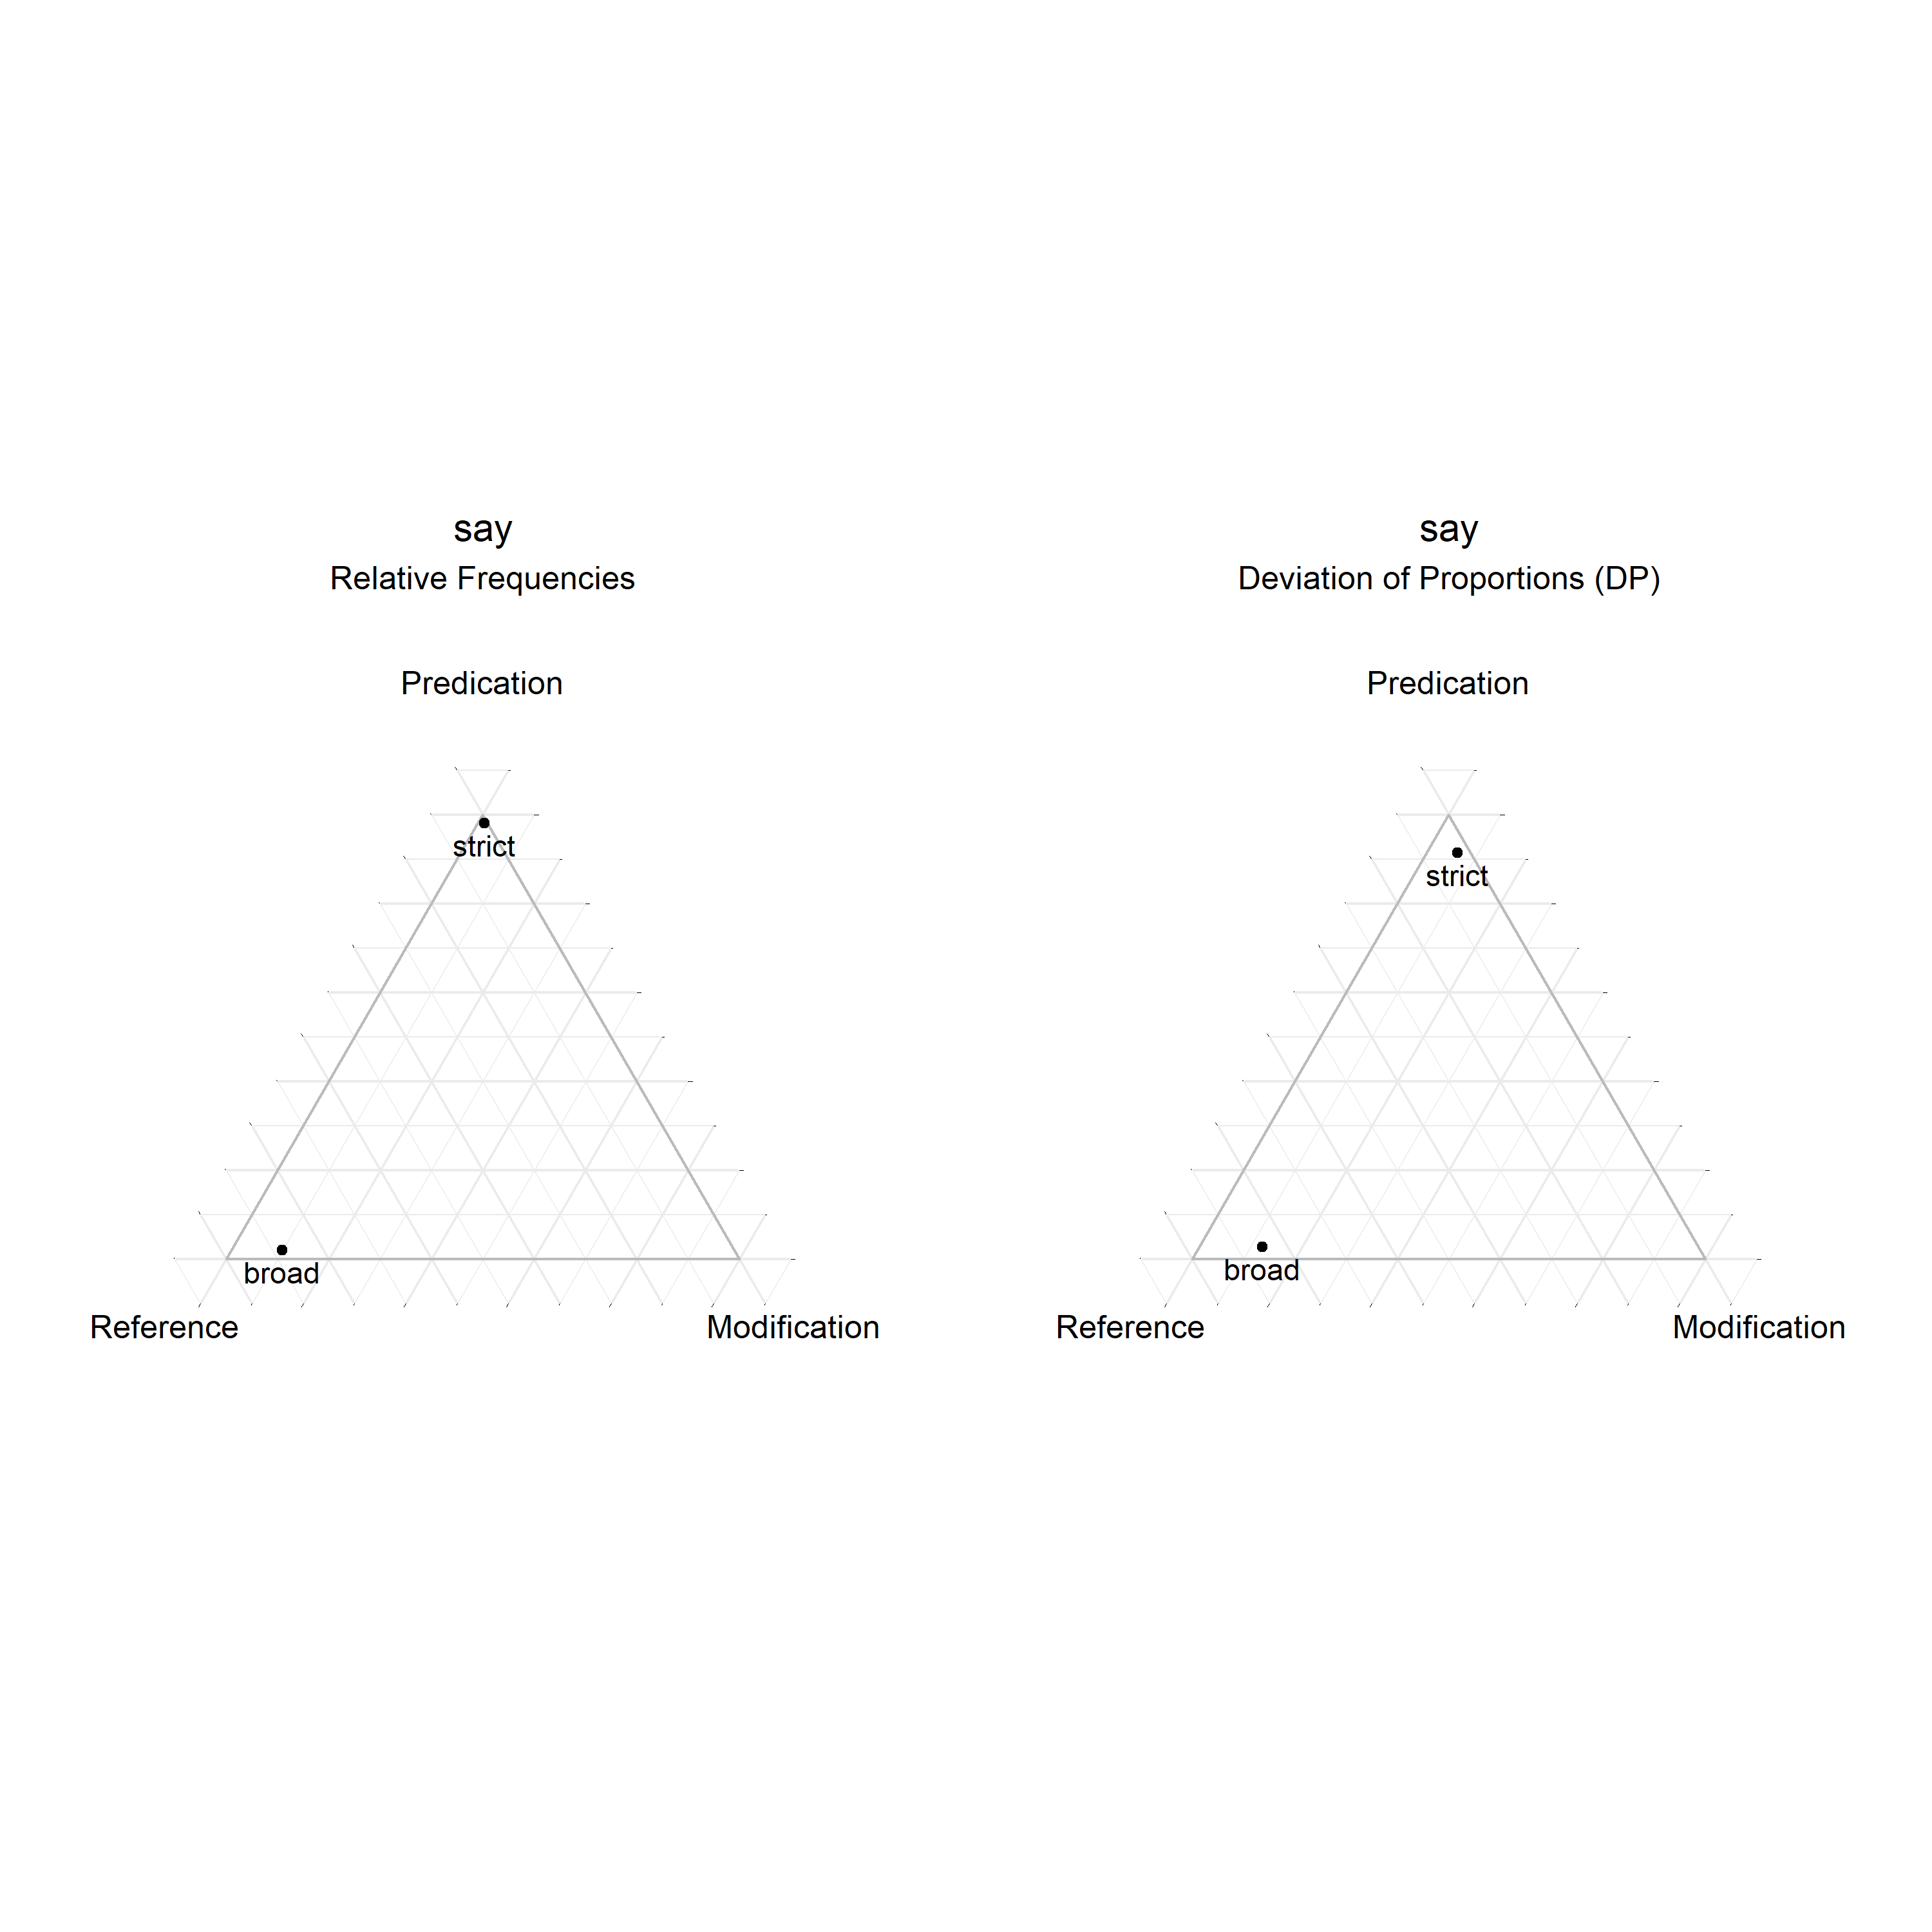 say
Relative Frequencies
Predication
strict
broad
Reference
Modification
say
Deviation of Proportions (DP)
Predication
strict
broad
Reference
Modification